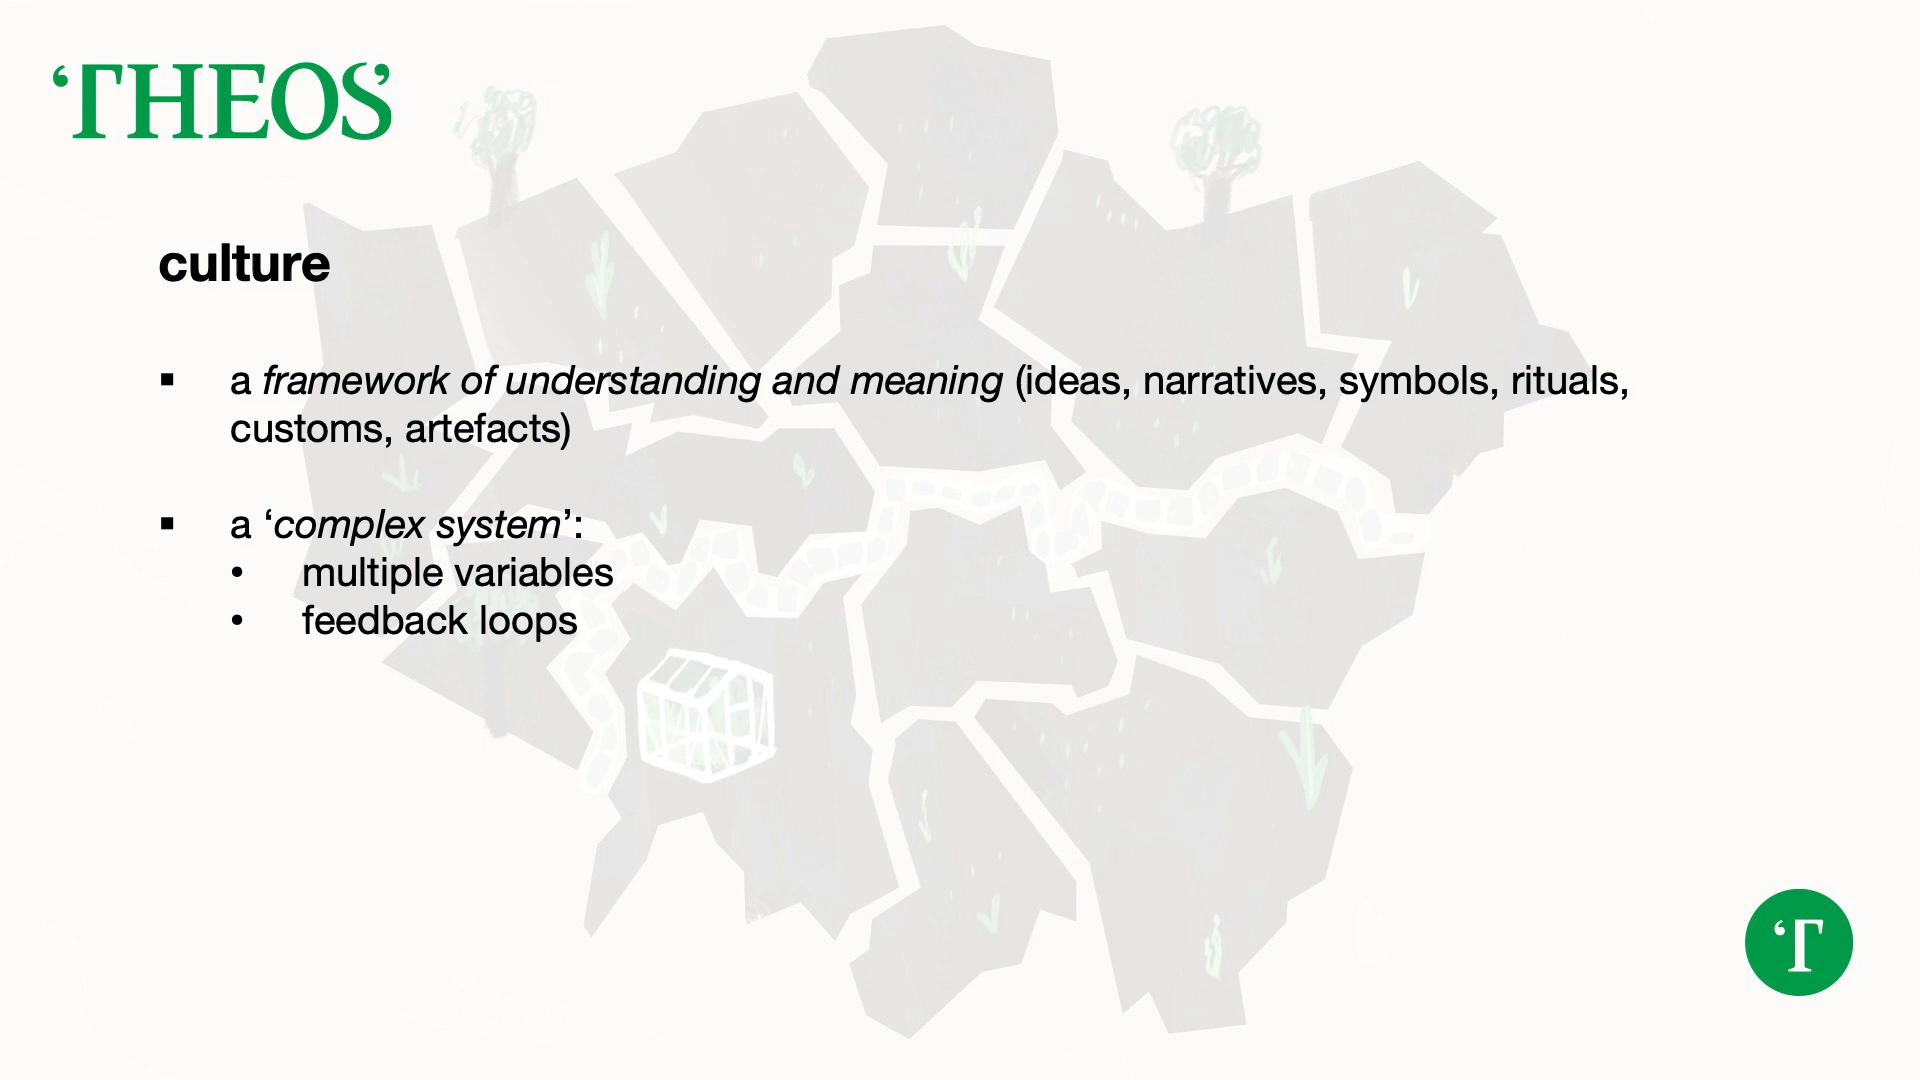 ‘THEOS’
culture
▪ a framework of understanding and meaning (ideas, narratives, symbols, rituals,
customs, artefacts)
▪ a ‘complex system’:
• multiple variables
• feedback loops
‘T